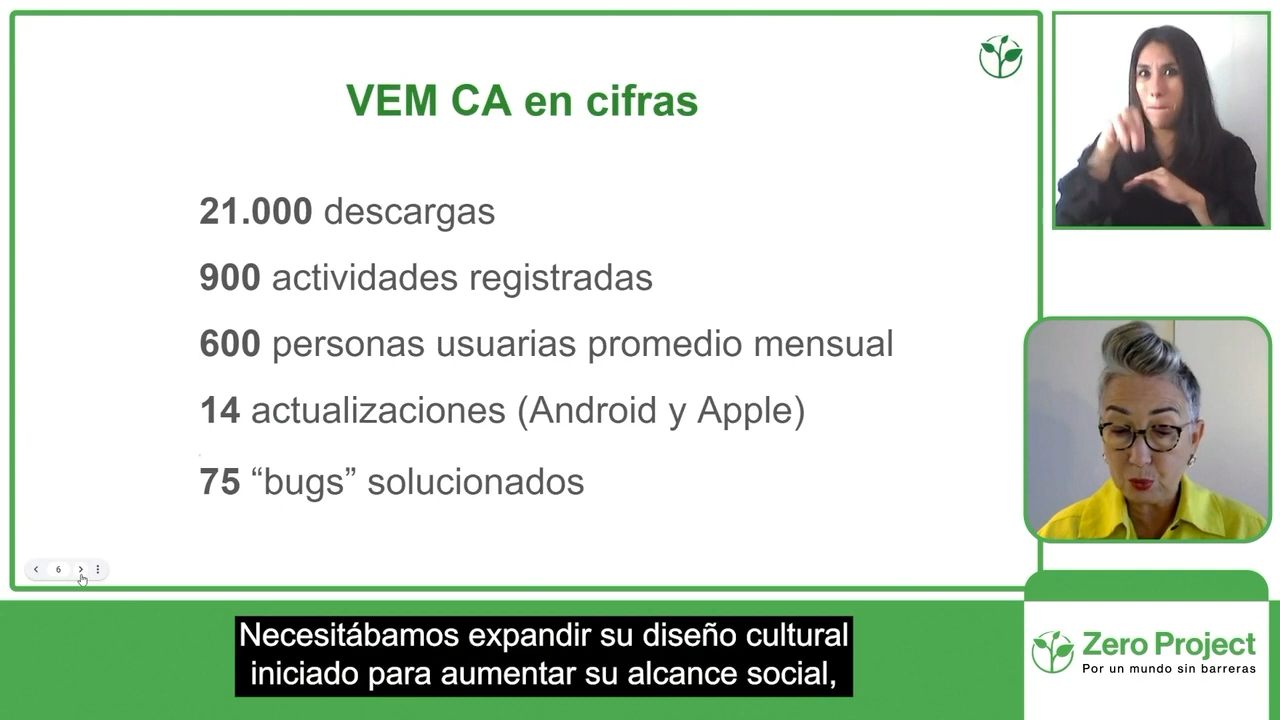 VEM CA en cifras
21.000 descargas
900 actividades registradas
600 personas usuarias promedio mensual
14 actualizaciones (Android y Apple)
75 “bugs” solucionados
6
Necesitábamos expandir su diseño cultural
iniciado para aumentar su alcance social,
Zero Project
Por un mundo sin barreras